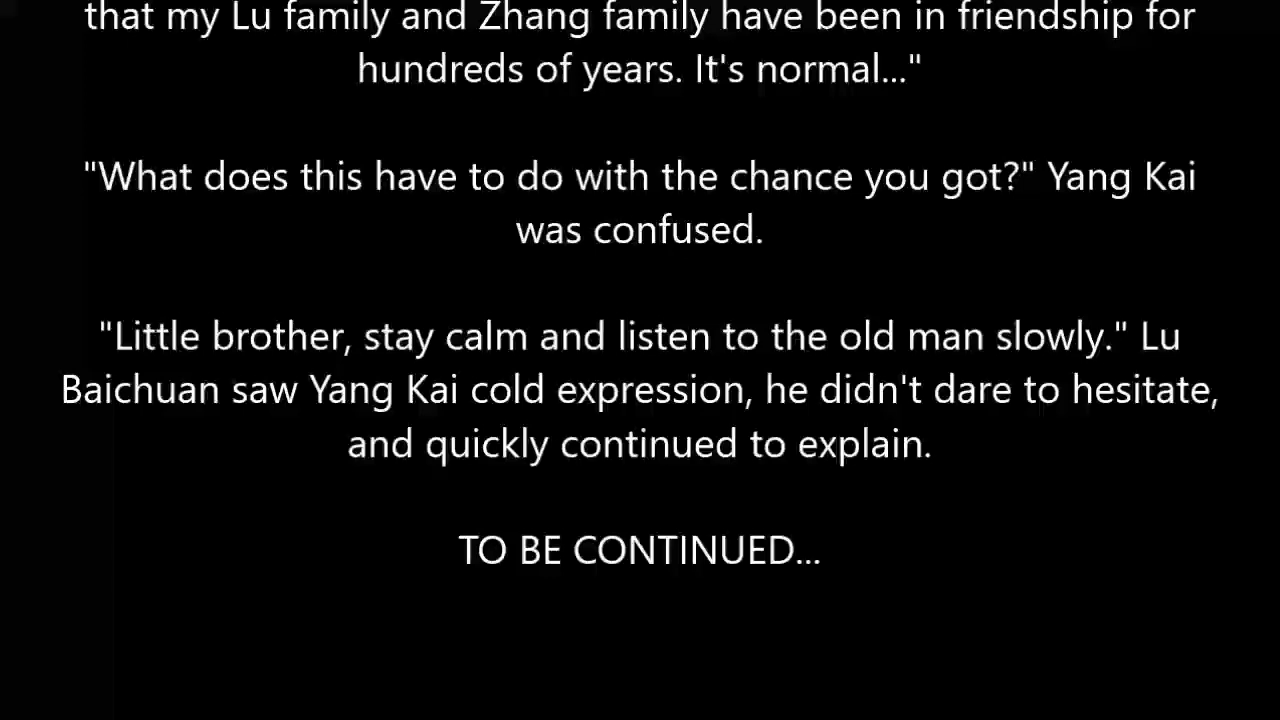 that my Lu family and Zhang family have been in friendship for
hundreds of years. It's normal..."
"What does this have to do with the chance you got?" Yang Kai
was confused.
"Little brother, stay calm and listen to the old man slowly." Lu
Baichuan saw Yang Kai cold expression, he didn't dare to hesitate,
and quickly continued to explain.
TO BE CONTINUED...